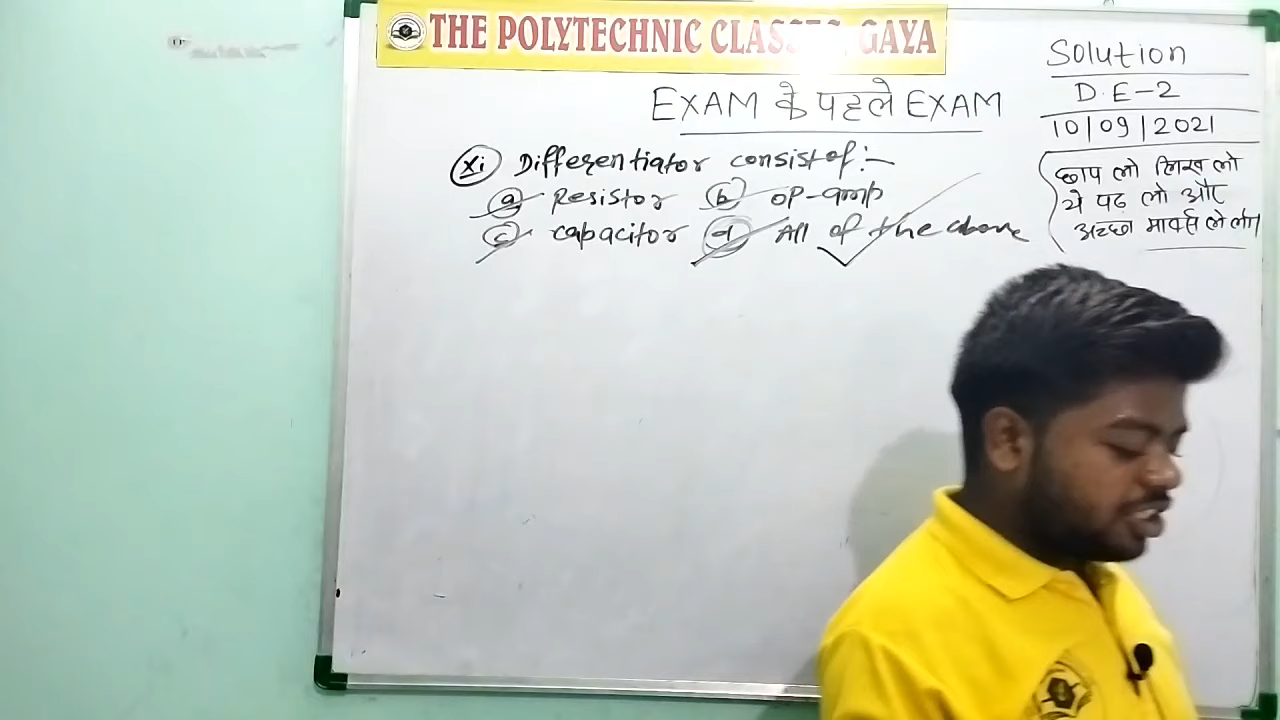 THE POLYTECHNIC CLASSES, GAYA
EXAM के पहले EXAM
(xi) Differentiator consist of :-
(a) Resistor (b) OP-amp
(c) capacitor (d) All of the above
Solution
D.E-2
10/09/2021
छाप लो लिख लो
ये पढ़ लो और
अच्छा मार्क्स ले लो।